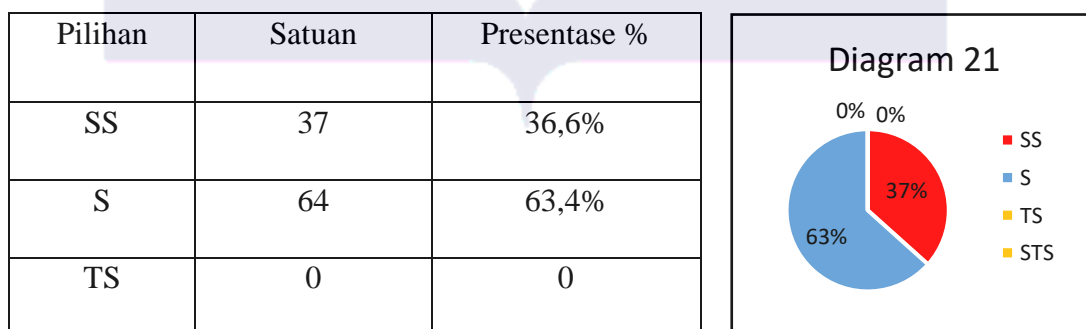 Pilihan Satuan Presentase %
SS 37 36,6%
S 64 63,4%
TS 0 0
Diagram 21
0% 0%
37%
63%
SS
S
TS
STS